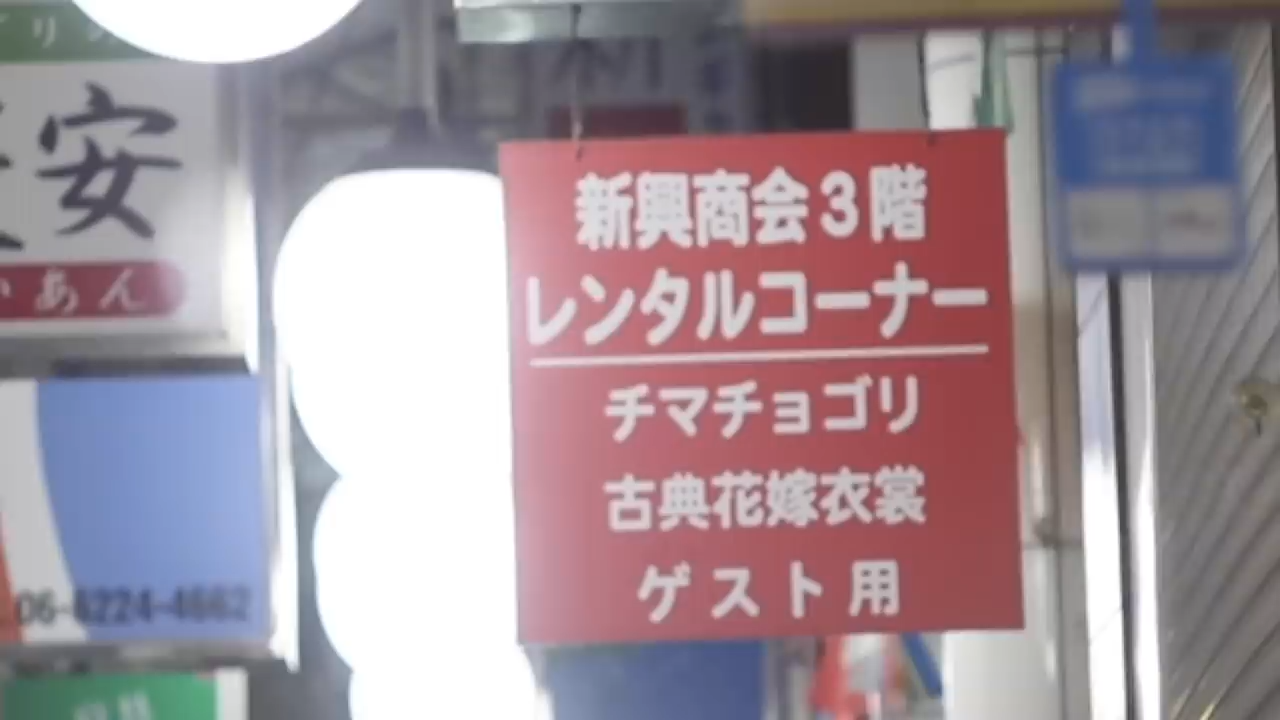 安
あん
新興商会3階
レンタルコーナー
チマチョゴリ
古典花嫁衣裳
ゲスト用
06-6224-4662